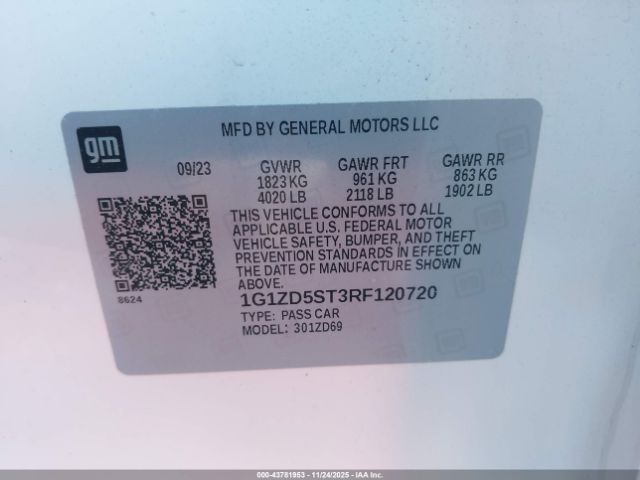 MFD BY GENERAL MOTORS LLC
gm
09/23 GVWR GAWR FRT GAWR RR
1823 KG 961 KG 863 KG
4020 LB 2118 LB 1902 LB
THIS VEHICLE CONFORMS TO ALL
APPLICABLE U.S. FEDERAL MOTOR
VEHICLE SAFETY, BUMPER, AND THEFT
PREVENTION STANDARDS IN EFFECT ON
THE DATE OF MANUFACTURE SHOWN
ABOVE.
8624
1G1ZD5ST3RF120720
TYPE: PASS CAR
MODEL: 301ZD69
000-43781953 - 11/24/2025 - IAAI.COM